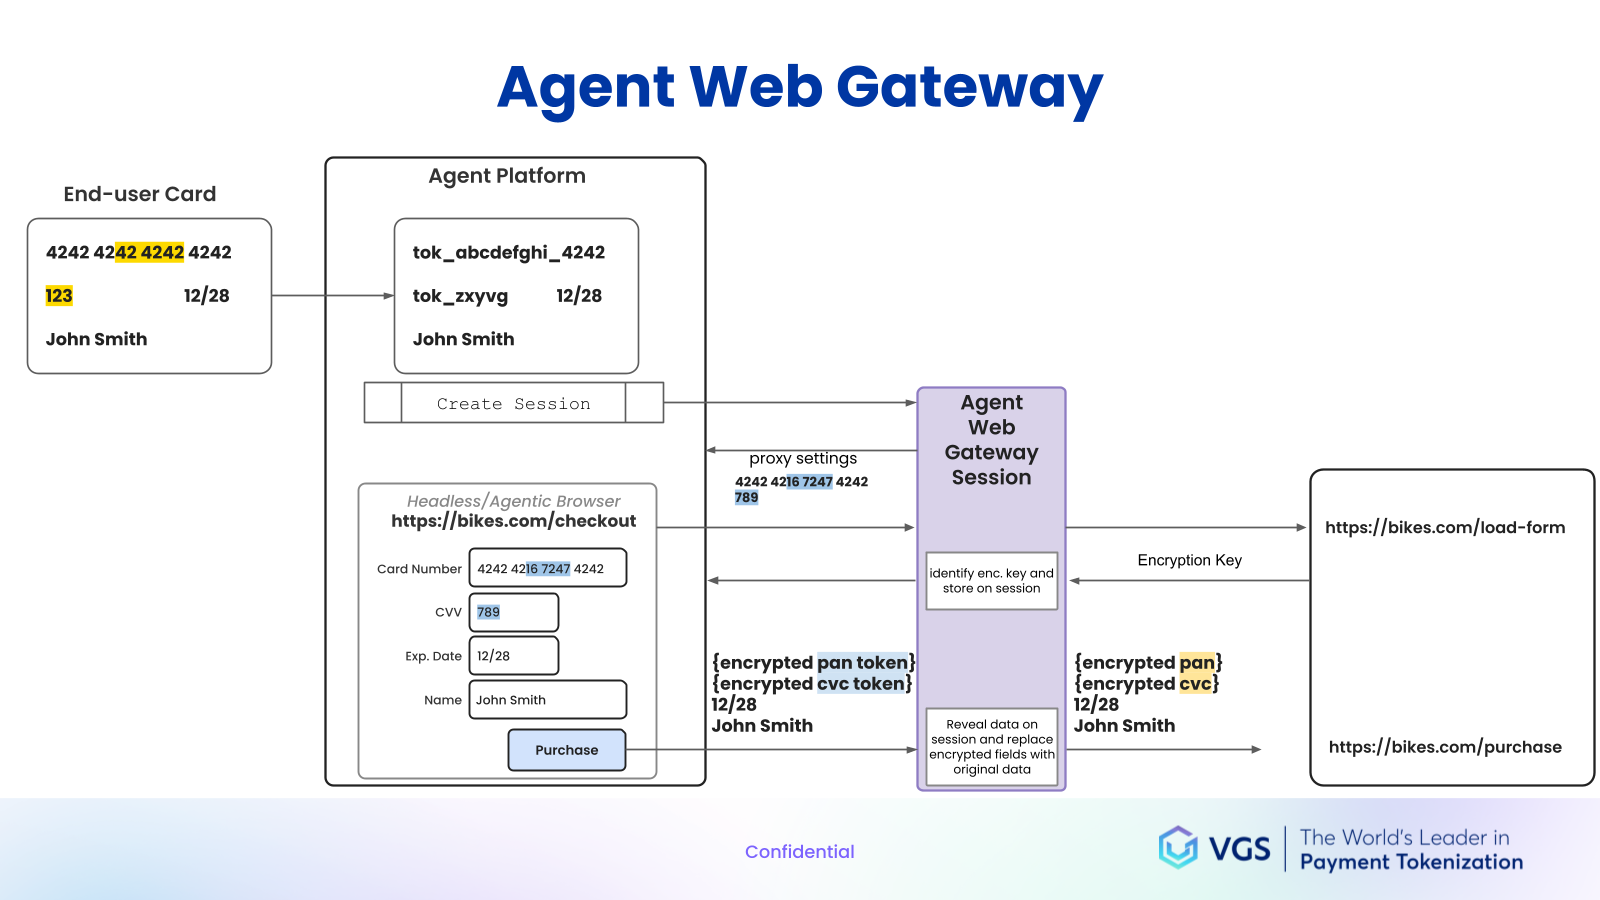 Agent Web Gateway
End-user Card
4242 4242 4242 4242
123 12/28
John Smith
Agent Platform
tok_abcdefghi_4242
tok_zxyvg 12/28
John Smith
Create Session
proxy settings
4242 4216 7247 4242
789
Headless/Agentic Browser
https://bikes.com/checkout
Card Number 4242 4216 7247 4242
CVV 789
Exp. Date 12/28
Name John Smith
Purchase
{encrypted pan token}
{encrypted cvc token}
12/28
John Smith
Agent
Web
Gateway
Session
identify enc. key and
store on session
Reveal data on
session and replace
encrypted fields with
original data
Encryption Key
{encrypted pan}
{encrypted cvc}
12/28
John Smith
https://bikes.com/load-form
https://bikes.com/purchase
Confidential
VGS
The World's Leader in
Payment Tokenization